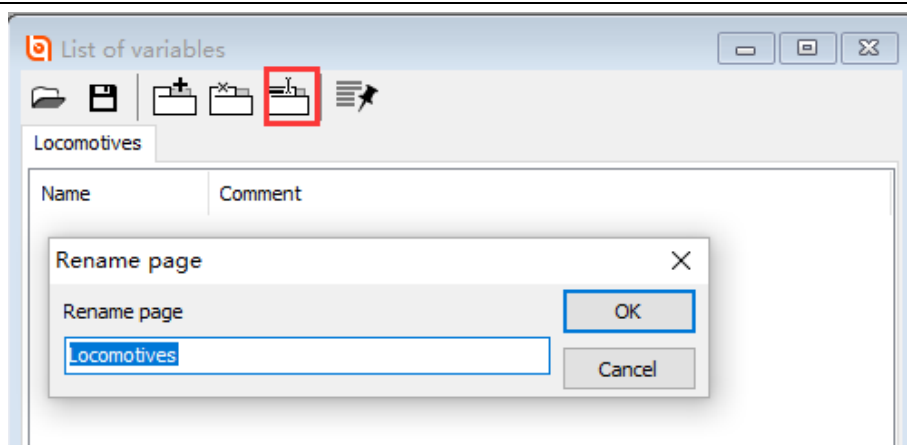 List of variables
Locomotives
Name Comment
Rename page
Rename page
OK
Locomotives
Cancel